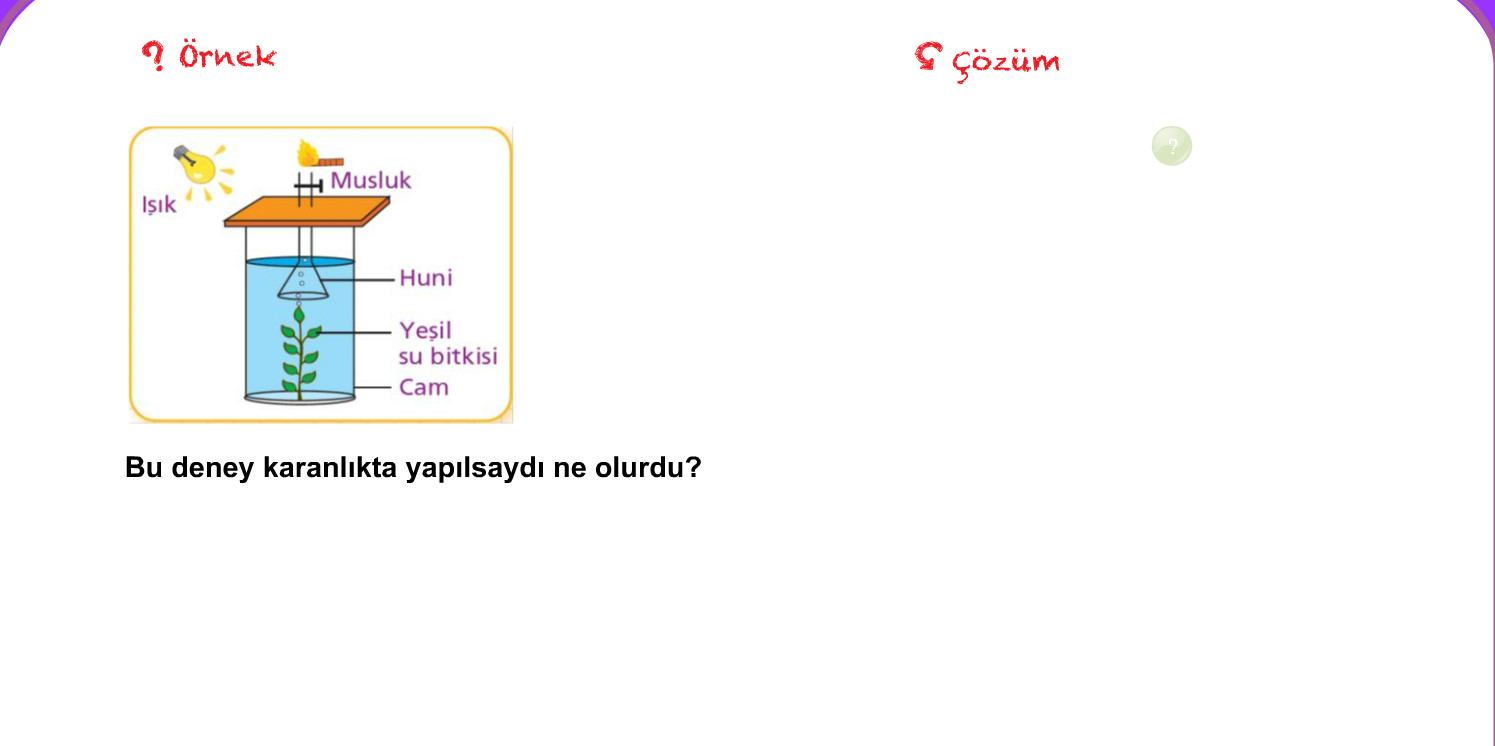 ? Örnek
Çözüm
?
Musluk
Işık
Huni
Yeşil
su bitkisi
Cam
Bu deney karanlıkta yapılsaydı ne olurdu?